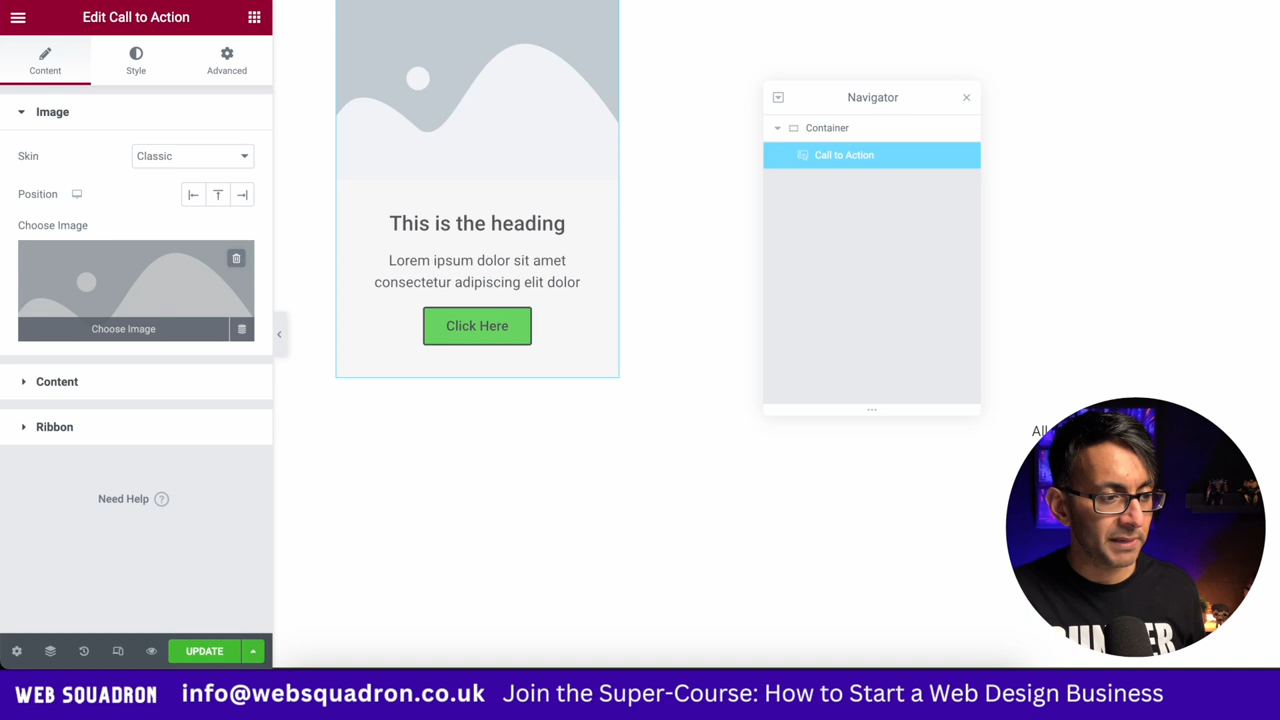 Edit Call to Action
Content
Style
Advanced
Image
Skin
Classic
Position
Choose Image
Choose Image
Content
Ribbon
Need Help ?
UPDATE
This is the heading
Lorem ipsum dolor sit amet
consectetur adipiscing elit dolor
Click Here
Navigator
Container
Call to Action
All
WEB SQUADRON info@websquadron.co.uk Join the Super-Course: How to Start a Web Design Business